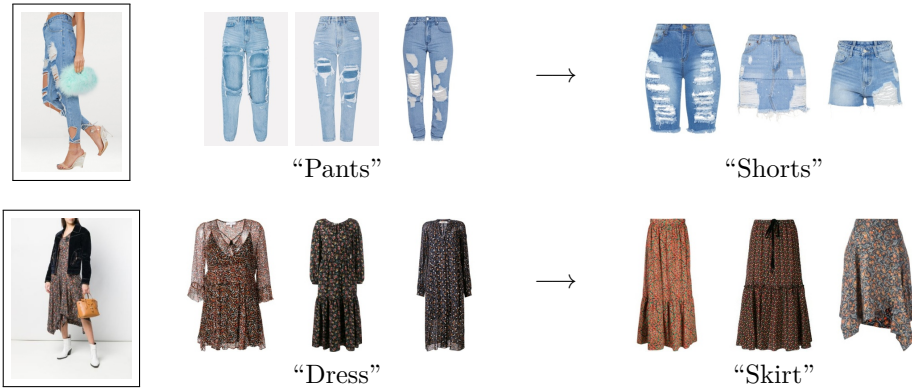 “Pants”
“Shorts”
“Dress”
“Skirt”